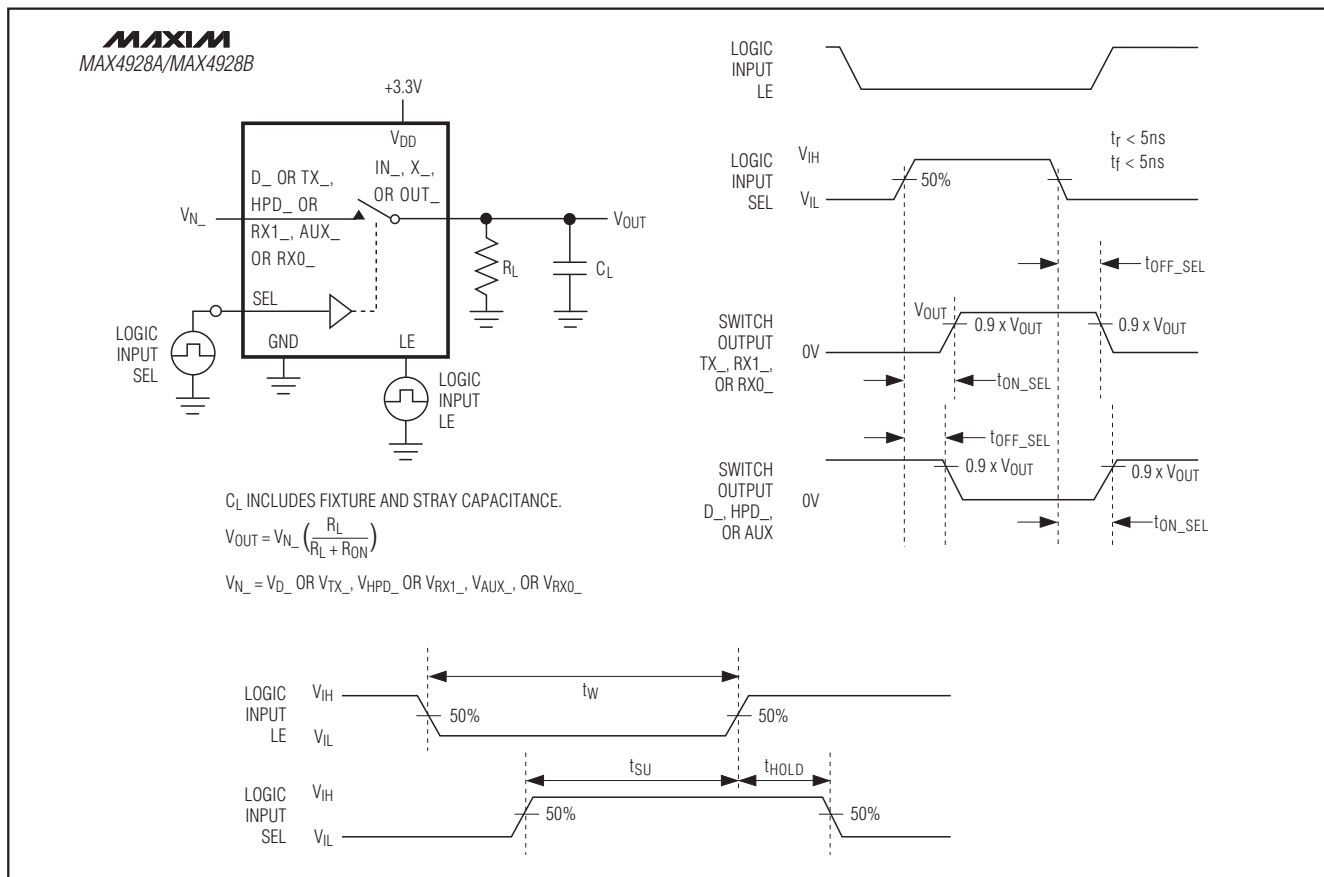 MAXIM
MAX4928A/MAX4928B
+3.3V
VDD
D_ OR TX_,
HPD_ OR
RX1_, AUX_
OR RX0_
IN_, X_,
OR OUT_
VN_
VOUT
RL
CL
SEL
GND
LE
LOGIC
INPUT
SEL
LOGIC
INPUT
LE
CL INCLUDES FIXTURE AND STRAY CAPACITANCE.
VOUT = VN_ (RL / RL + RON)
VN_ = VD_ OR VTX_, VHPD_ OR VRX1_, VAUX_, OR VRX0_
LOGIC
INPUT
LE
LOGIC
INPUT
SEL
VIH
VIL
50%
tr < 5ns
tf < 5ns
tOFF_SEL
SWITCH
OUTPUT
TX_, RX1_,
OR RX0_
VOUT
0V
0.9 x VOUT
0.9 x VOUT
tON_SEL
tOFF_SEL
SWITCH
OUTPUT
D_, HPD_,
OR AUX
0V
0.9 x VOUT
0.9 x VOUT
tON_SEL
LOGIC
INPUT
LE
VIH
VIL
tW
50%
50%
tSU
tHOLD
LOGIC
INPUT
SEL
VIH
VIL
50%
50%